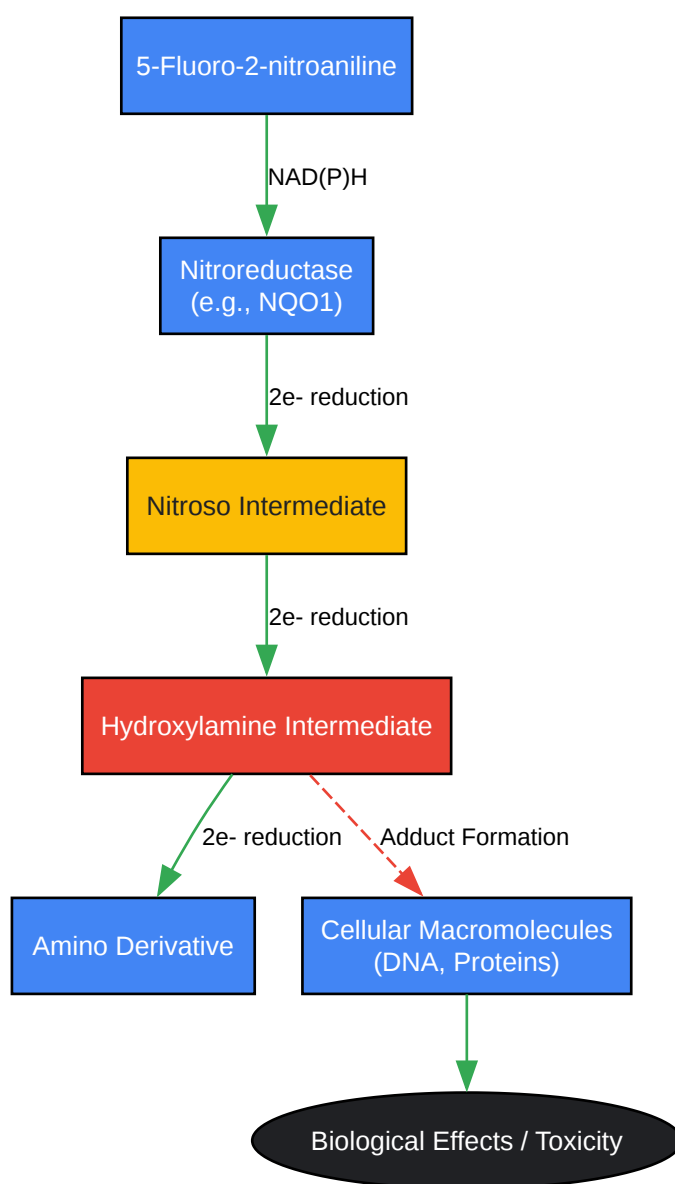 5-Fluoro-2-nitroaniline
NAD(P)H
Nitroreductase
(e.g., NQO1)
2e- reduction
Nitroso Intermediate
2e- reduction
Hydroxylamine Intermediate
2e- reduction
Adduct Formation
Amino Derivative
Cellular Macromolecules
(DNA, Proteins)
Biological Effects / Toxicity